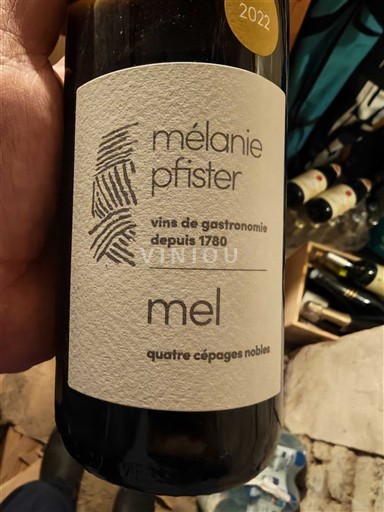 2022
mélanie
pfister
vins de gastronomie
depuis 1780
VINIOU
mel
quatre cépages nobles